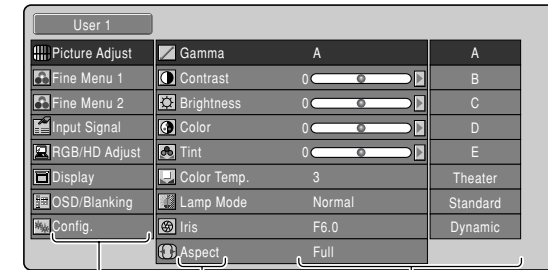 User 1
Picture Adjust Gamma A A
Fine Menu 1 Contrast 0 B
Fine Menu 2 Brightness 0 C
Input Signal Color 0 D
RGB/HD Adjust Tint 0 E
Display Color Temp. 3 Theater
OSD/Blanking Lamp Mode Normal Standard
Config. Iris F6.0 Dynamic
Aspect Full